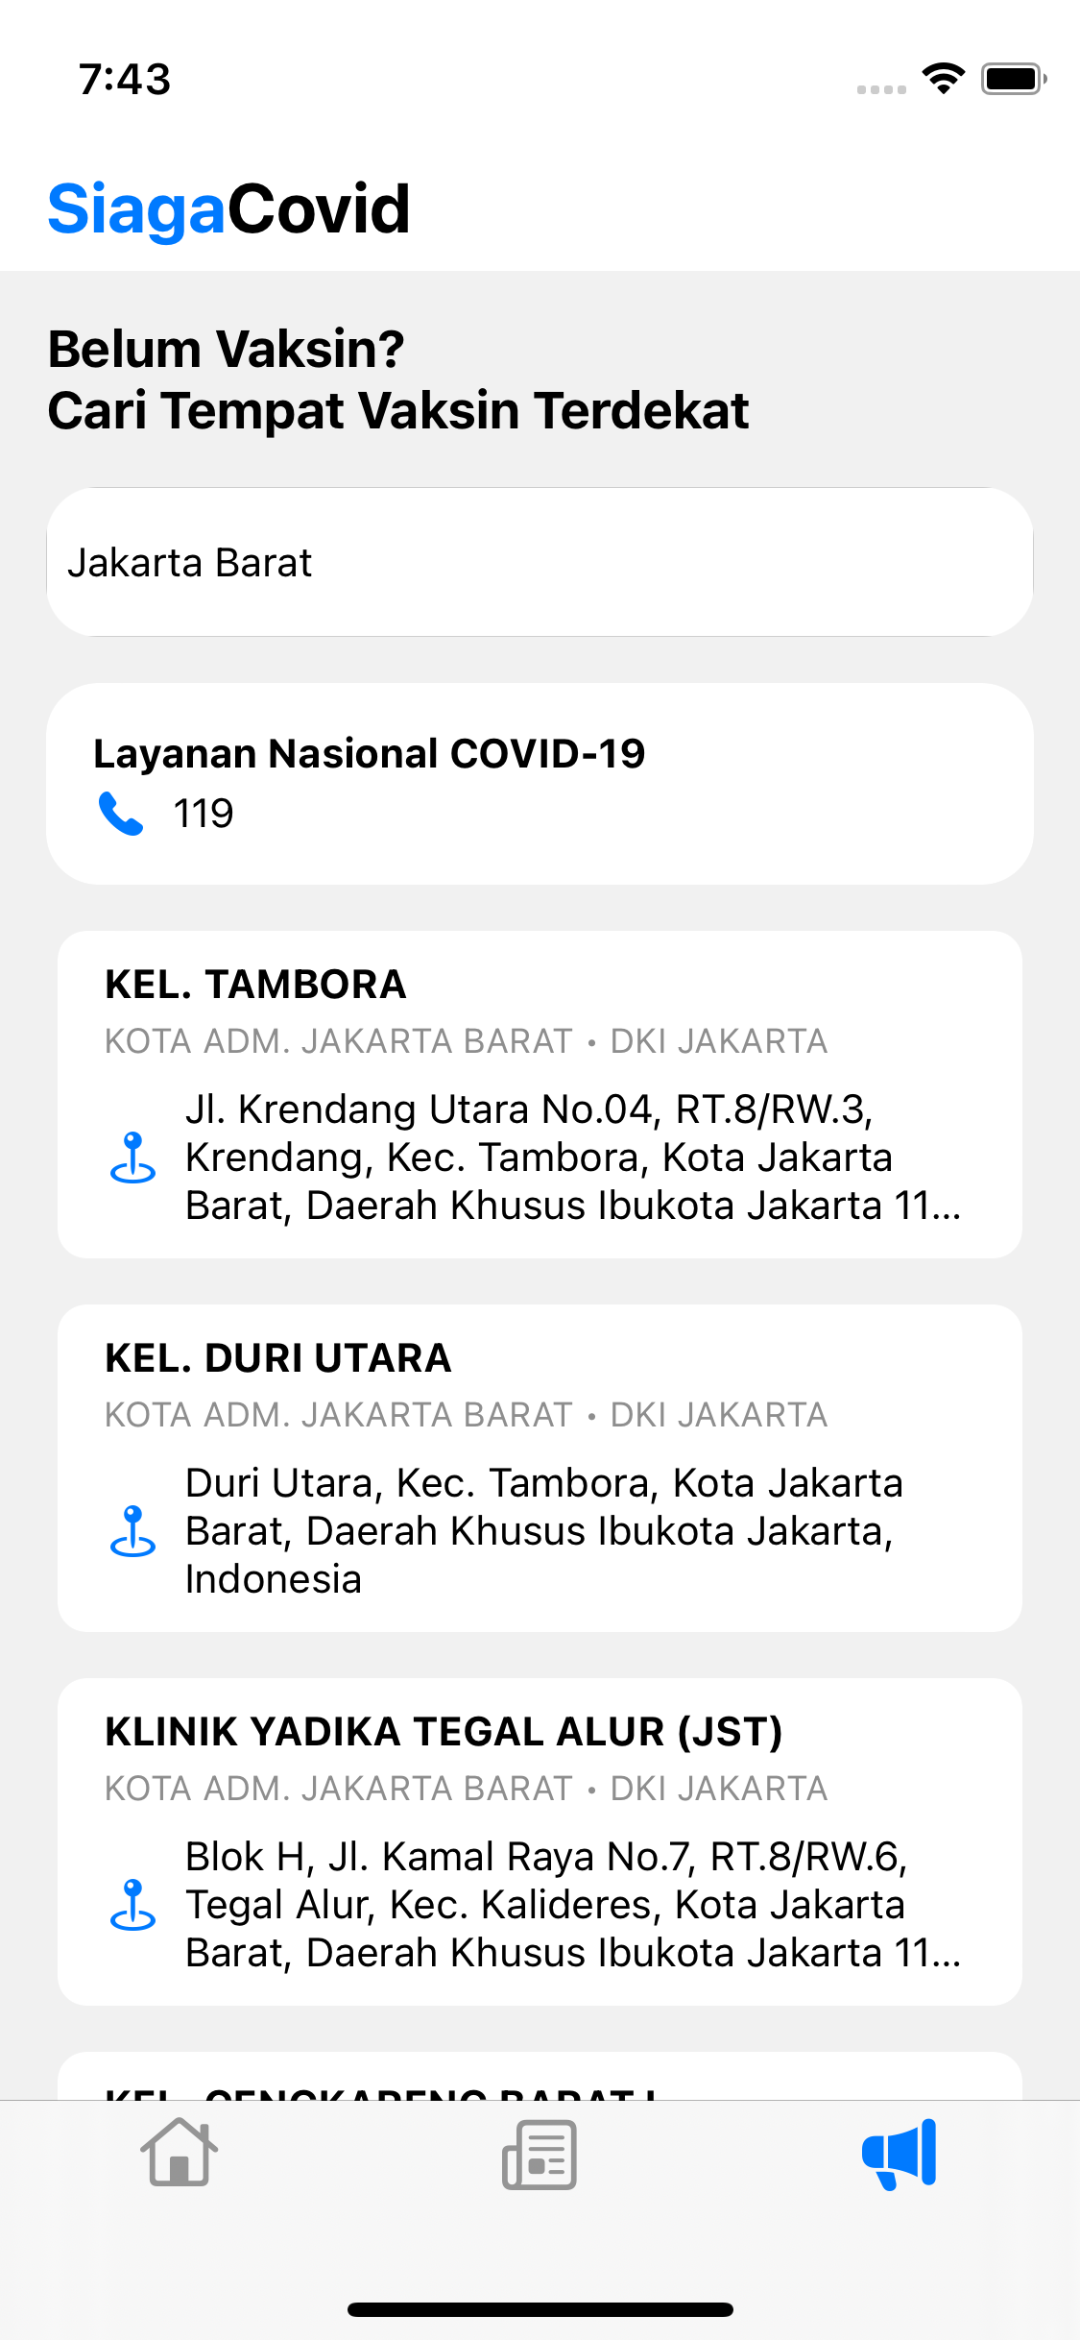 7:43
SiagaCovid
Belum Vaksin?
Cari Tempat Vaksin Terdekat
Jakarta Barat
Layanan Nasional COVID-19
119
KEL. TAMBORA
KOTA ADM. JAKARTA BARAT • DKI JAKARTA
Jl. Krendang Utara No.04, RT.8/RW.3,
Krendang, Kec. Tambora, Kota Jakarta
Barat, Daerah Khusus Ibukota Jakarta 11...
KEL. DURI UTARA
KOTA ADM. JAKARTA BARAT • DKI JAKARTA
Duri Utara, Kec. Tambora, Kota Jakarta
Barat, Daerah Khusus Ibukota Jakarta,
Indonesia
KLINIK YADIKA TEGAL ALUR (JST)
KOTA ADM. JAKARTA BARAT • DKI JAKARTA
Blok H, Jl. Kamal Raya No.7, RT.8/RW.6,
Tegal Alur, Kec. Kalideres, Kota Jakarta
Barat, Daerah Khusus Ibukota Jakarta 11...
KEL. CENGKARENG BARAT I